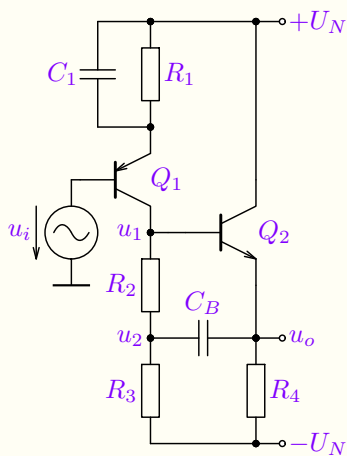 +U_N
C_1
R_1
Q_1
u_i
u_1
Q_2
R_2
C_B
u_2
u_o
R_3
R_4
−U_N